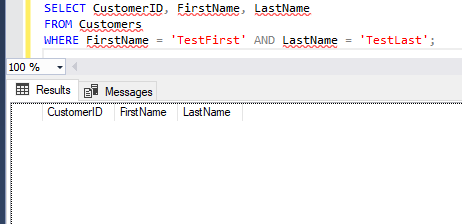 SELECT CustomerID, FirstName, LastName
FROM Customers
WHERE FirstName = 'TestFirst' AND LastName = 'TestLast';
100 %
Results Messages
CustomerID FirstName LastName